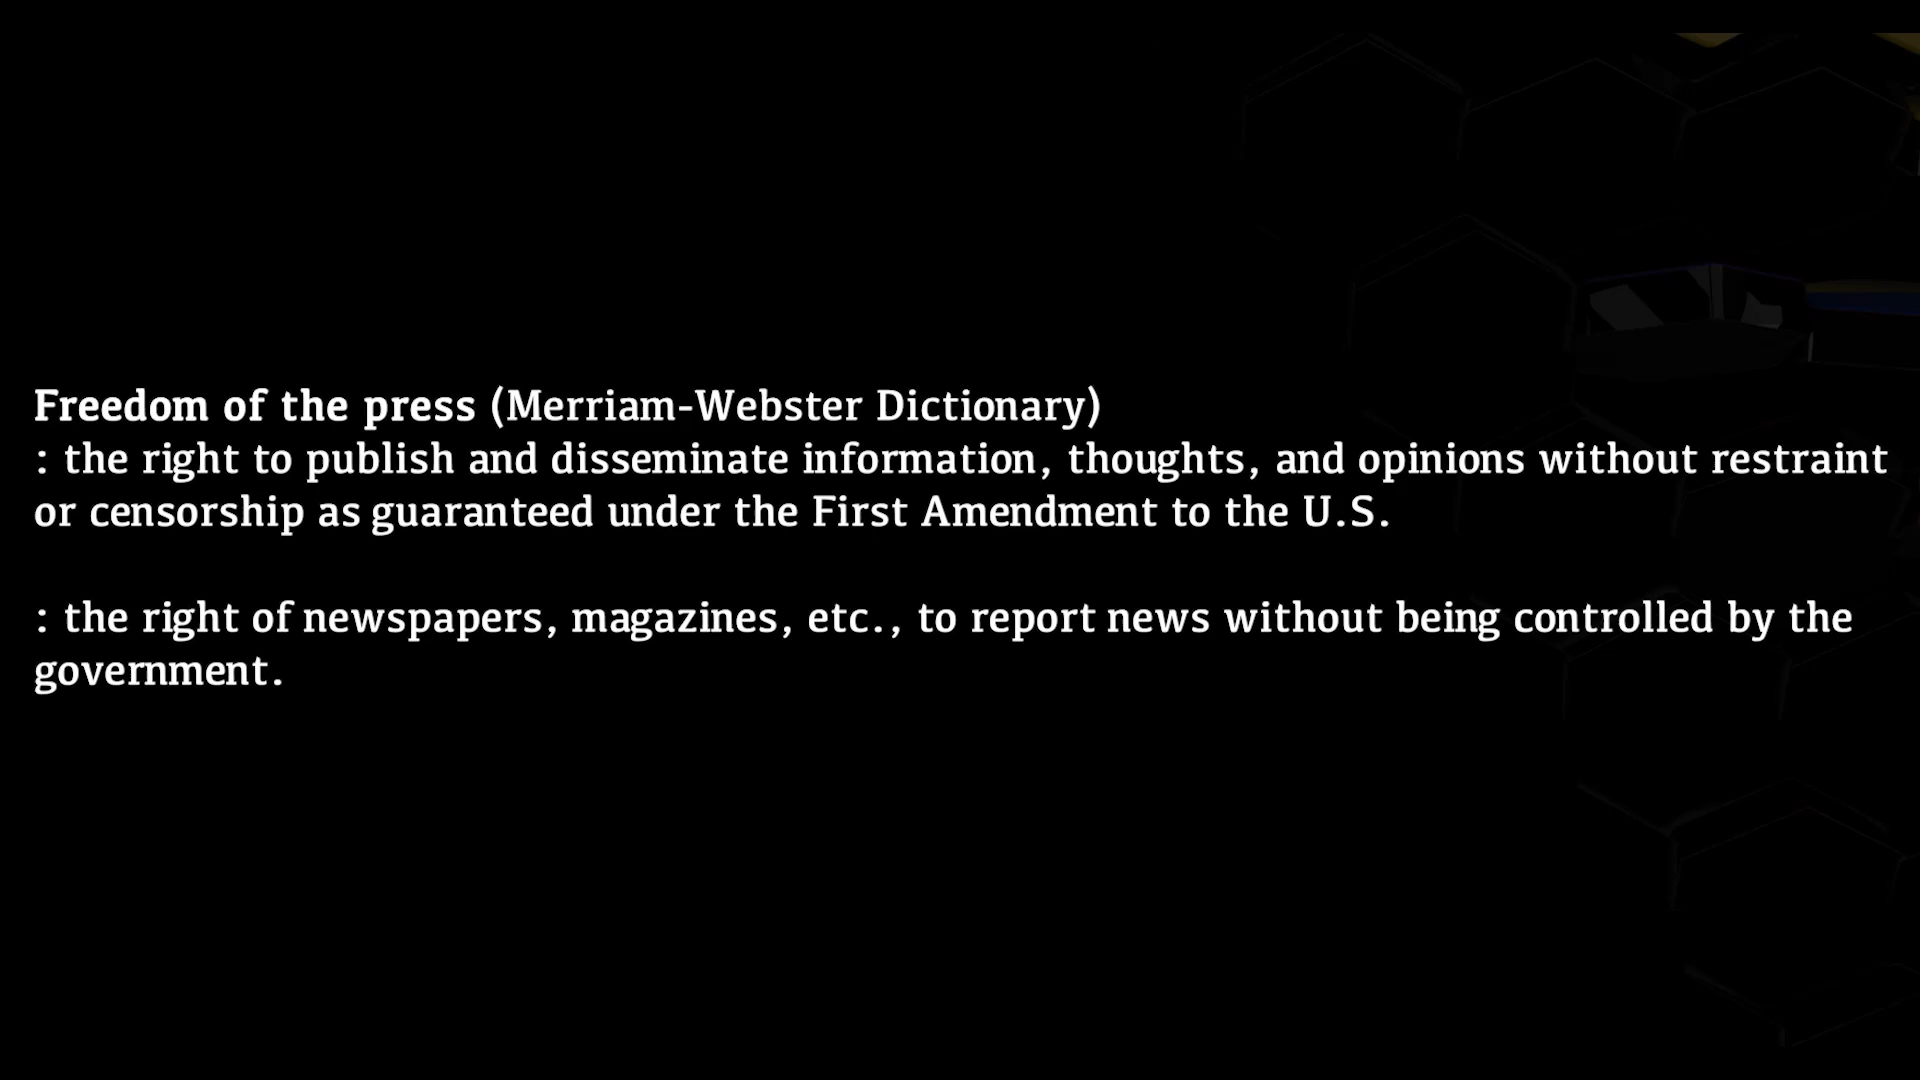 Freedom of the press (Merriam-Webster Dictionary)
: the right to publish and disseminate information, thoughts, and opinions without restraint
or censorship as guaranteed under the First Amendment to the U.S.
: the right of newspapers, magazines, etc., to report news without being controlled by the
government.